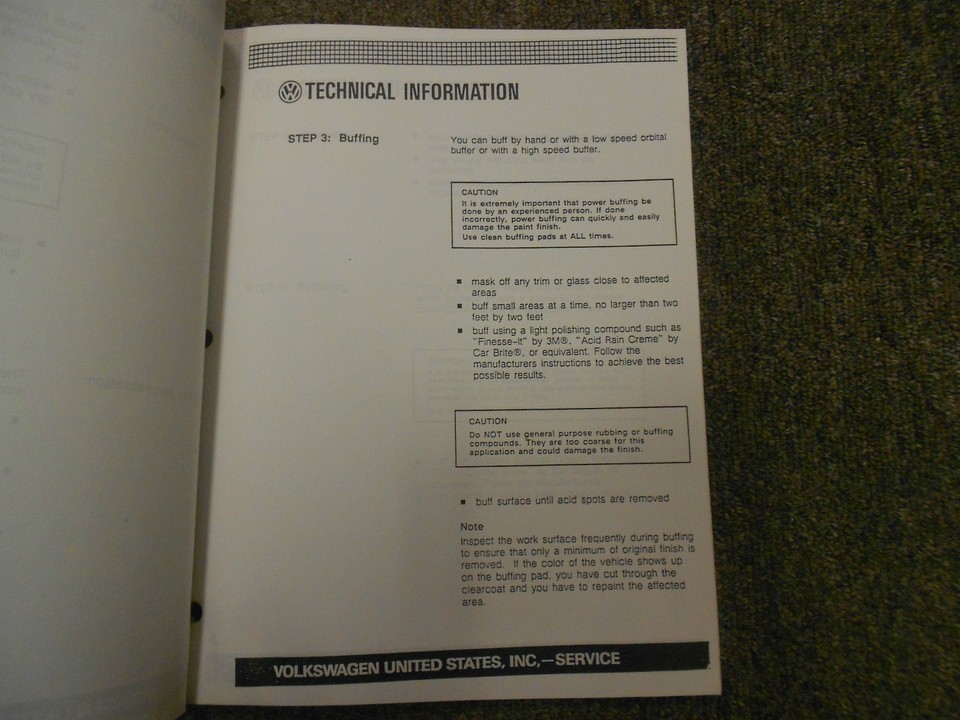 TECHNICAL INFORMATION
STEP 3: Buffing
You can buff by hand or with a low speed orbital
buffer or with a high speed buffer.
CAUTION
It is extremely important that power buffing be
done by an experienced person. If done
incorrectly, power buffing can quickly and easily
damage the paint finish.
Use clean buffing pads at ALL times.
▪ mask off any trim or glass close to affected
areas
▪ buff small areas at a time, no larger than two
feet by two feet
▪ buff using a light polishing compound such as
"Finesse-It" by 3M®, "Acid Rain Creme" by
Car Brite®, or equivalent. Follow the
manufacturers instructions to achieve the best
possible results.
CAUTION
Do NOT use general purpose rubbing or buffing
compounds. They are too coarse for this
application and could damage the finish.
▪ buff surface until acid spots are removed
Note
Inspect the work surface frequently during buffing
to ensure that only a minimum of original finish is
removed. If the color of the vehicle shows up
on the buffing pad, you have cut through the
clearcoat and you have to repaint the affected
area.
VOLKSWAGEN UNITED STATES, INC,—SERVICE